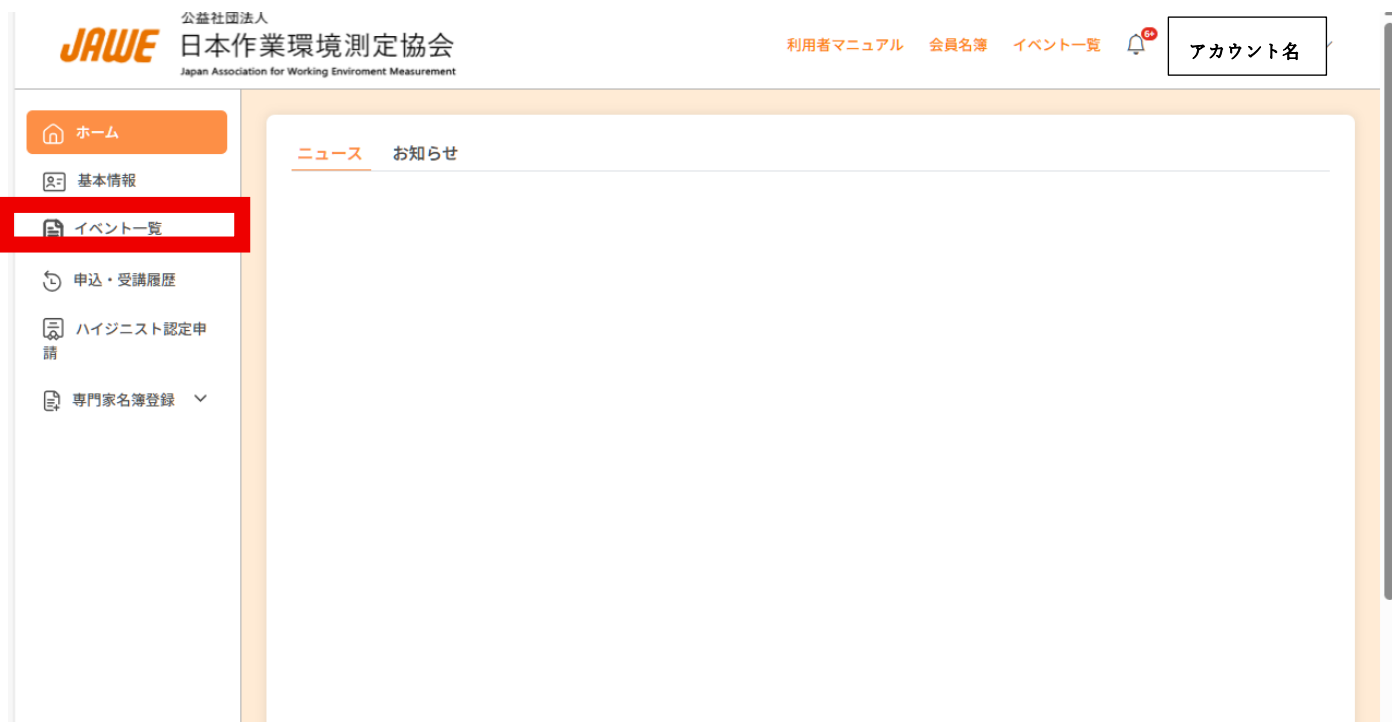 公益社団法人
JAWE
日本作業環境測定協会
Japan Association for Working Enviroment Measurement
利用者マニュアル 会員名簿 イベント一覧 6+ アカウント名
ホーム
基本情報
イベント一覧
申込・受講履歴
ハイジニスト認定申
請
専門家名簿登録
ニュース お知らせ